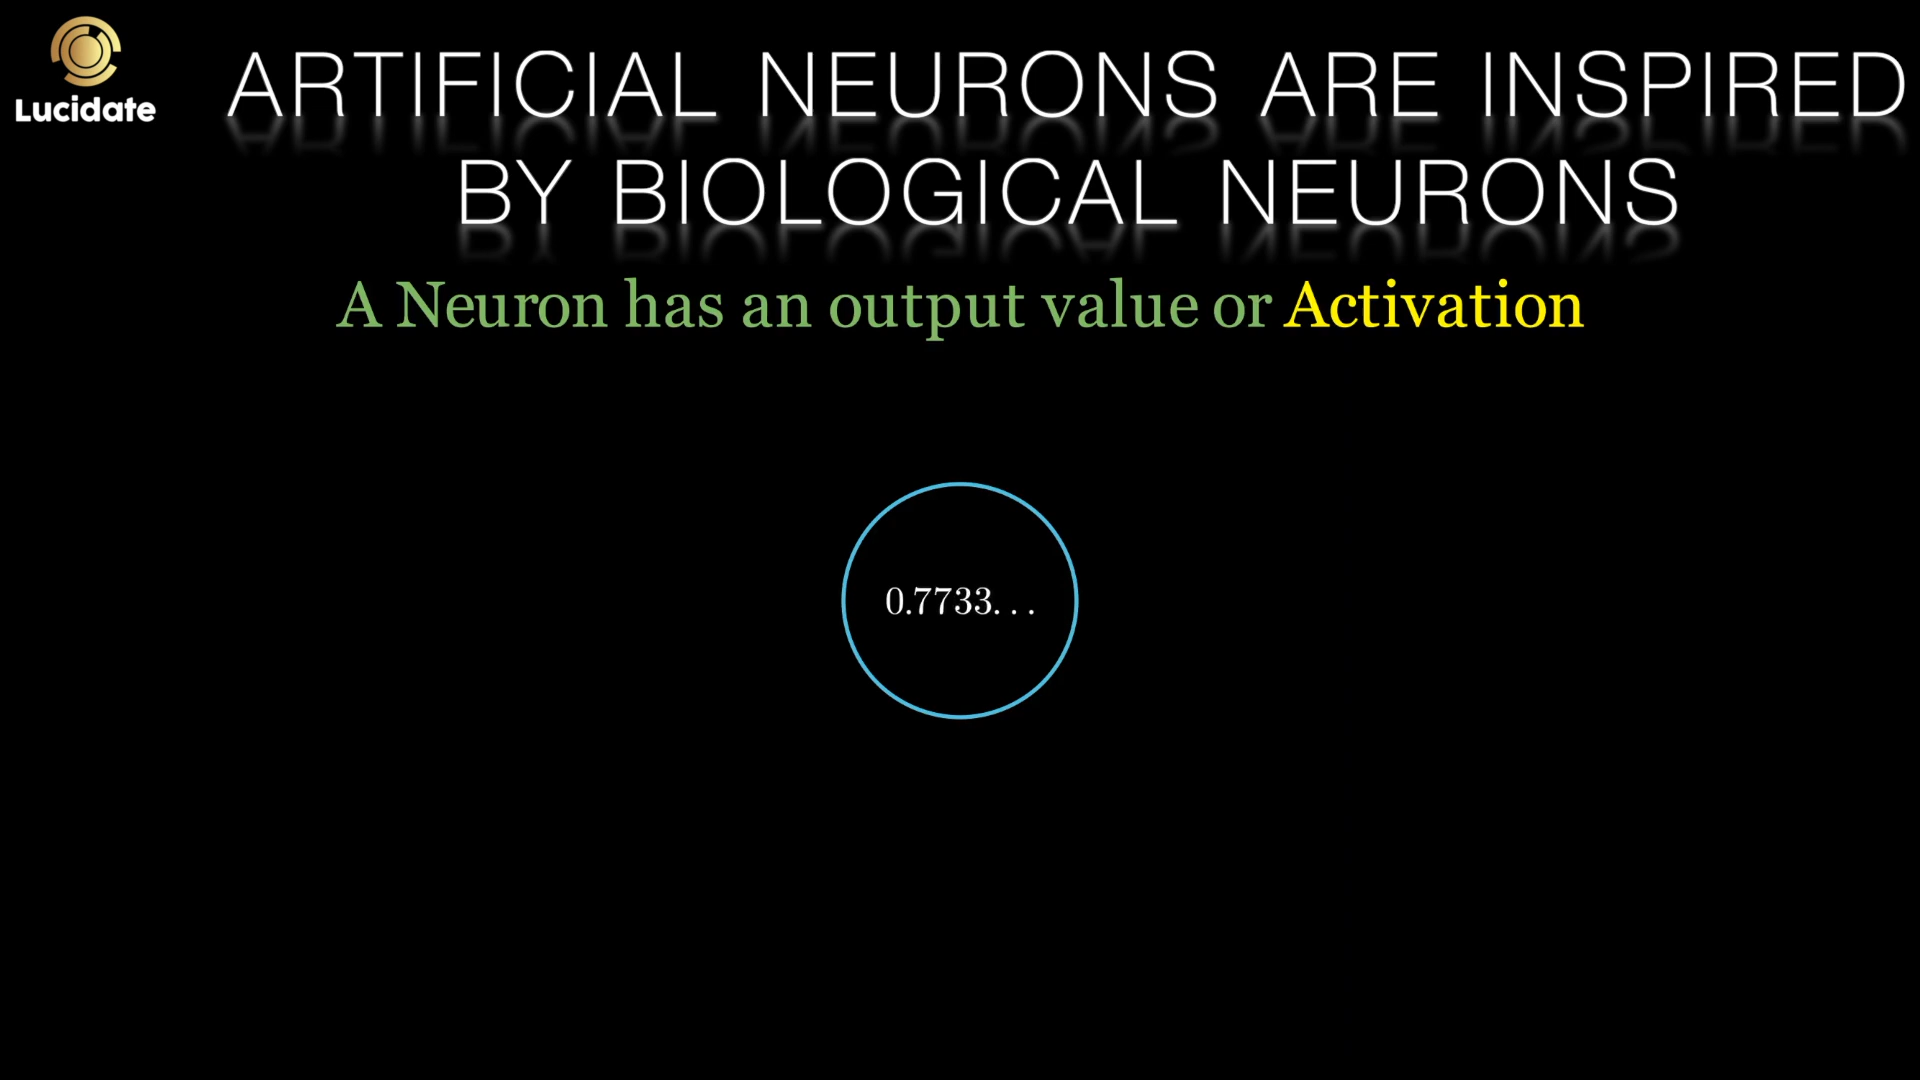 Lucidate
ARTIFICIAL NEURONS ARE INSPIRED
BY BIOLOGICAL NEURONS
A Neuron has an output value or Activation
0.7733...